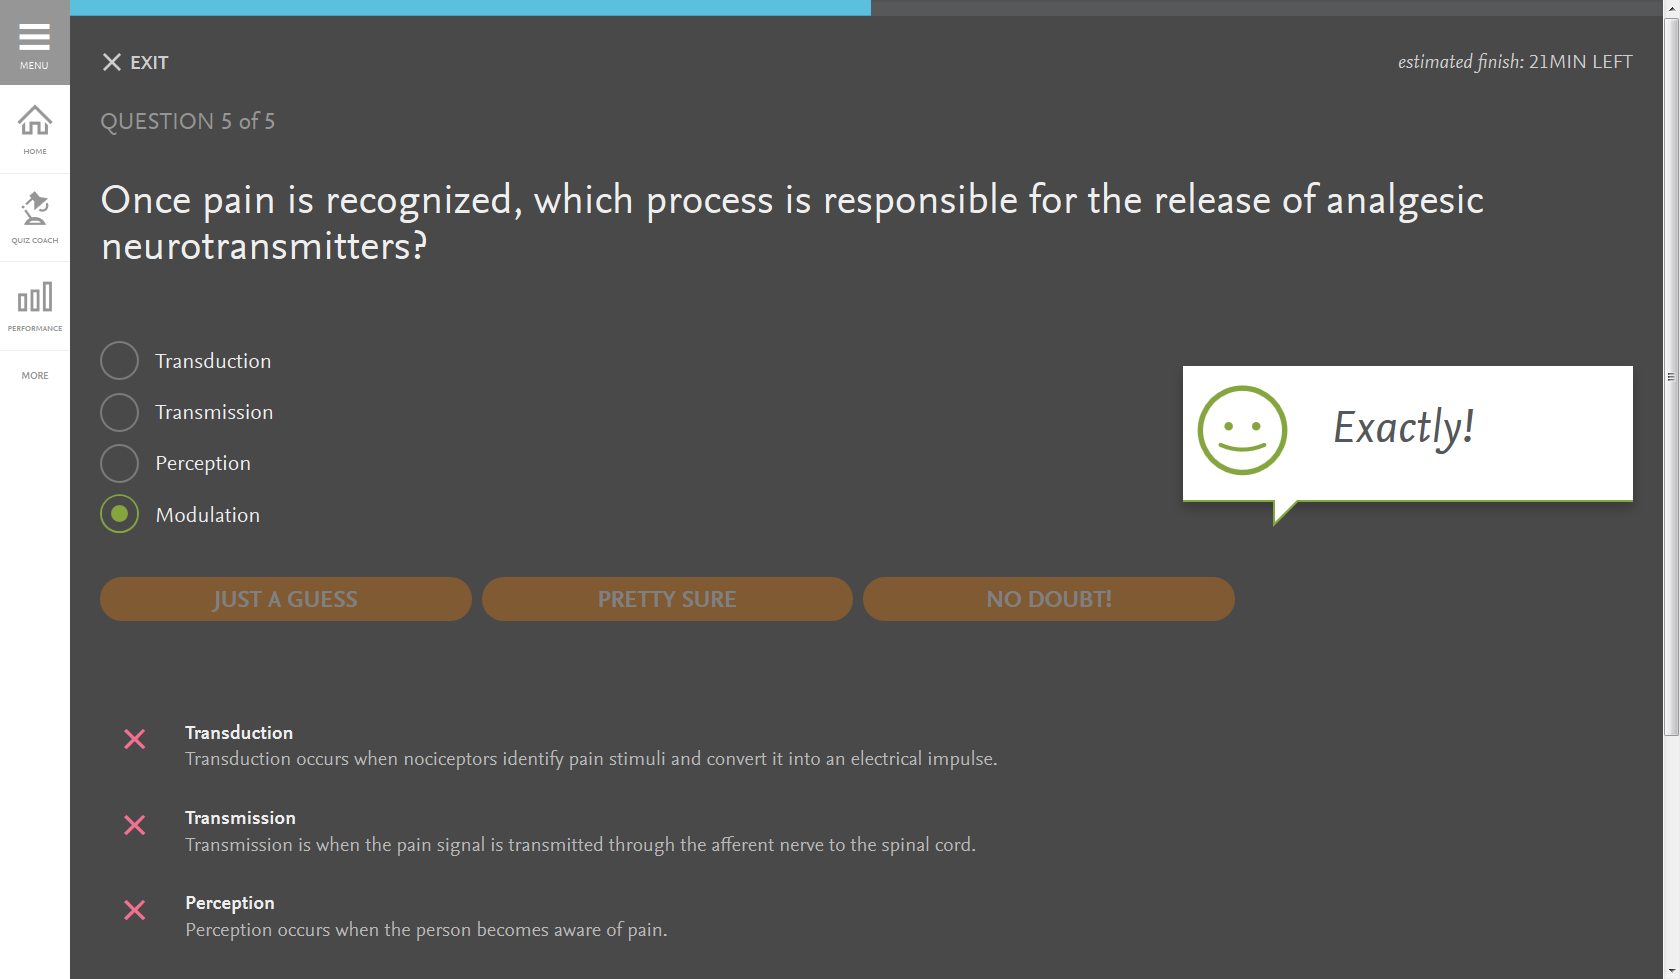 MENU
HOME
QUIZ COACH
PERFORMANCE
MORE
EXIT
estimated finish: 21MIN LEFT
QUESTION 5 of 5
Once pain is recognized, which process is responsible for the release of analgesic
neurotransmitters?
Transduction
Transmission
Perception
Modulation
Exactly!
JUST A GUESS
PRETTY SURE
NO DOUBT!
Transduction
Transduction occurs when nociceptors identify pain stimuli and convert it into an electrical impulse.
Transmission
Transmission is when the pain signal is transmitted through the afferent nerve to the spinal cord.
Perception
Perception occurs when the person becomes aware of pain.